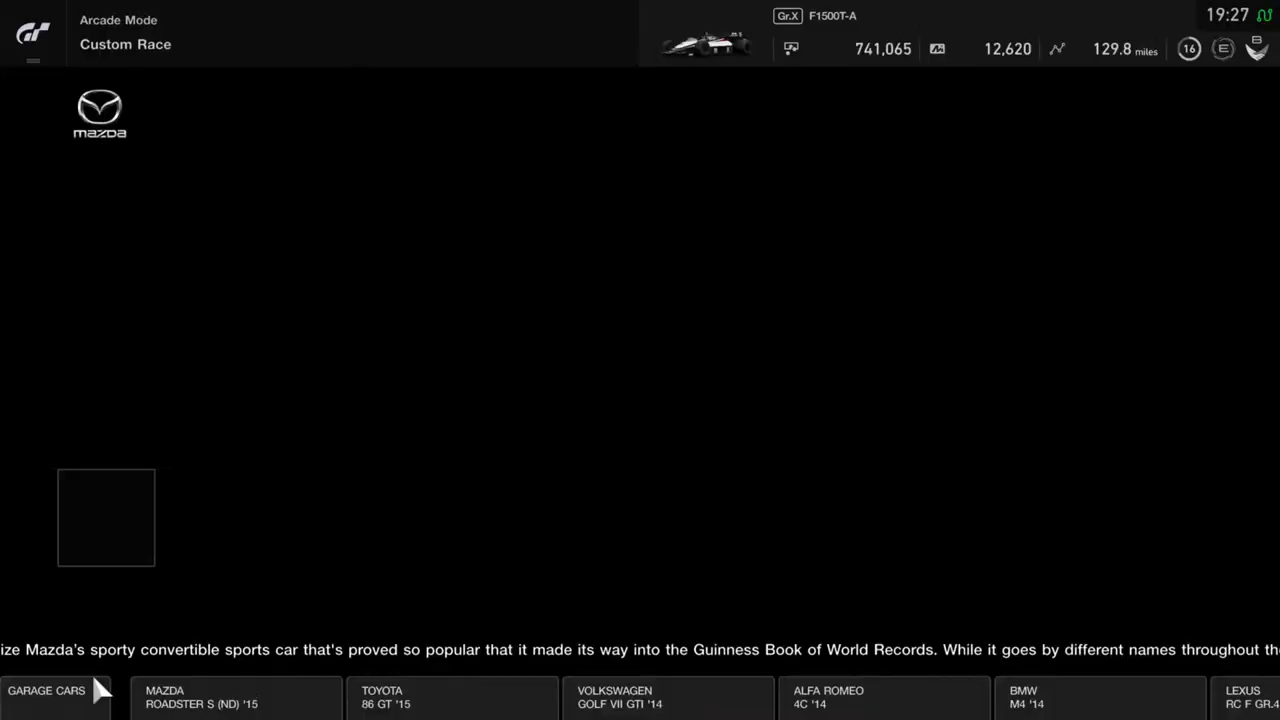 Arcade Mode
Custom Race
Gr.X F1500T-A
19:27
741,065 12,620 129.8 miles 16 E B
mazda
ize Mazda's sporty convertible sports car that's proved so popular that it made its way into the Guinness Book of World Records. While it goes by different names throughout the
GARAGE CARS
MAZDA
ROADSTER S (ND) '15
TOYOTA
86 GT '15
VOLKSWAGEN
GOLF VII GTI '14
ALFA ROMEO
4C '14
BMW
M4 '14
LEXUS
RC F GR.4